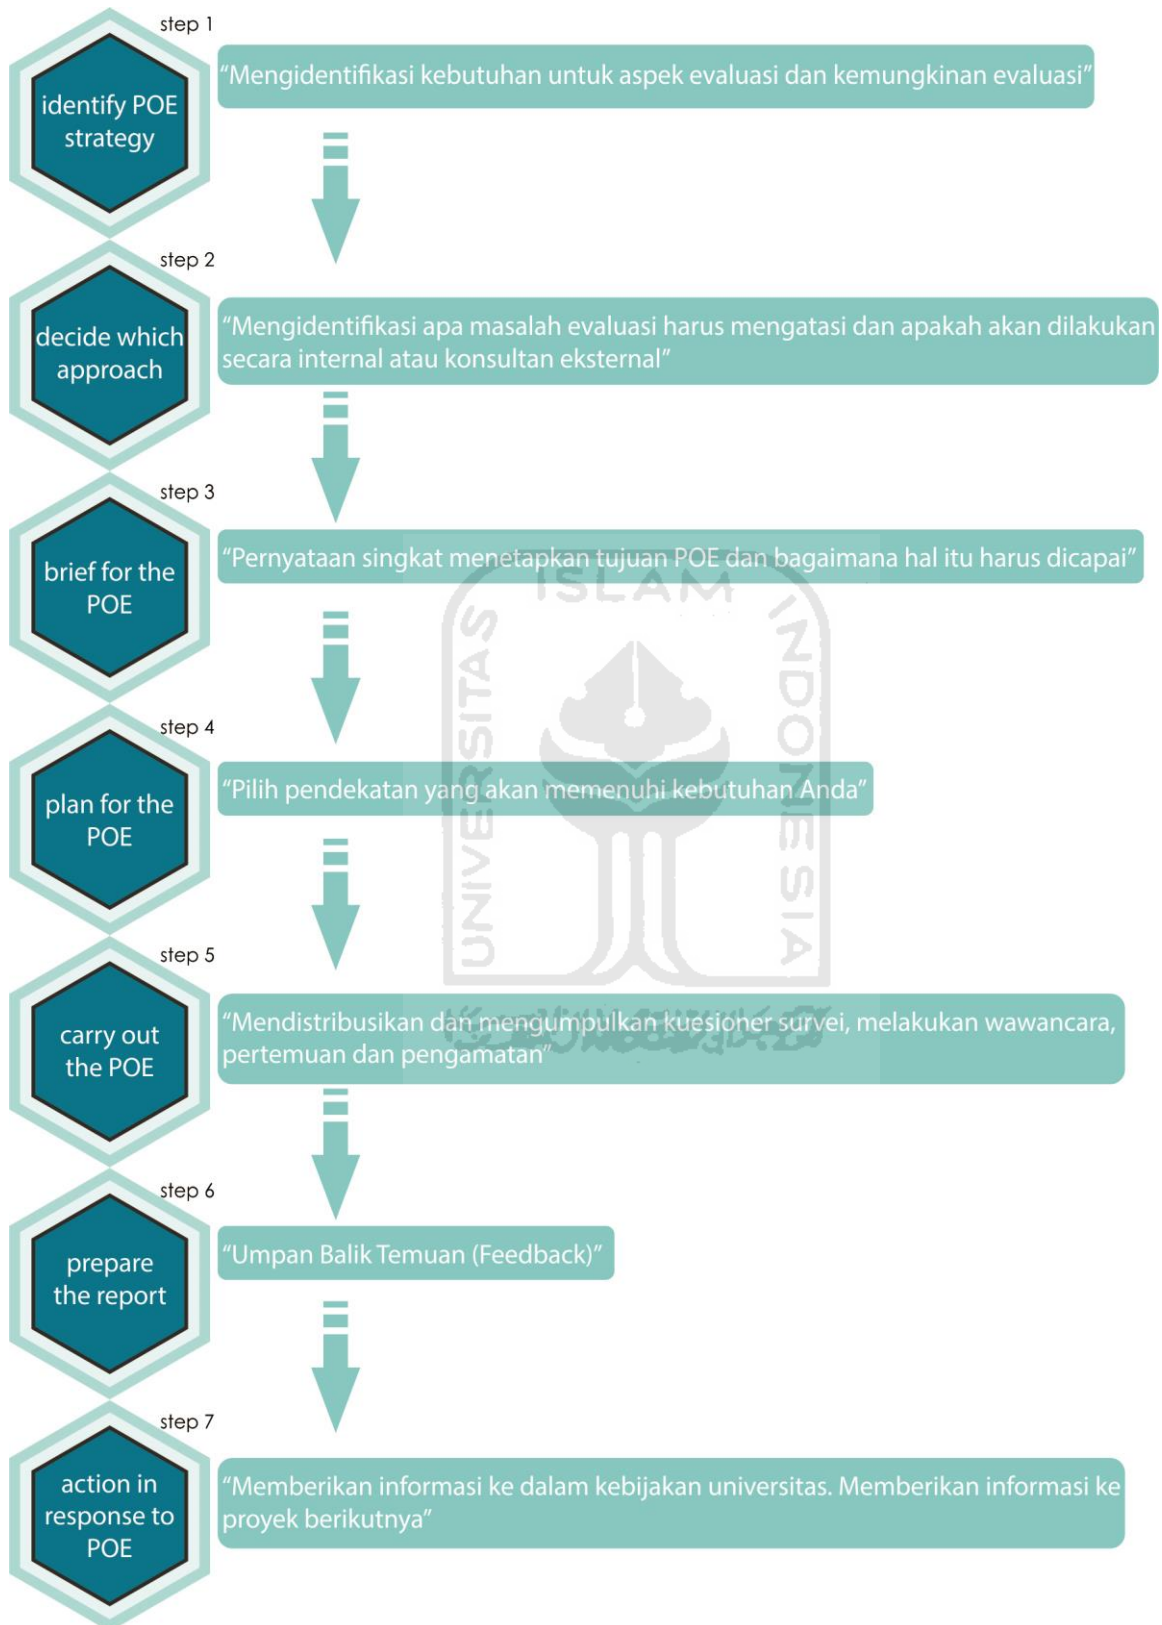 step 1
identify POE
strategy
“Mengidentifikasi kebutuhan untuk aspek evaluasi dan kemungkinan evaluasi”
step 2
decide which
approach
“Mengidentifikasi apa masalah evaluasi harus mengatasi dan apakah akan dilakukan
secara internal atau konsultan eksternal”
step 3
brief for the
POE
“Pernyataan singkat menetapkan tujuan POE dan bagaimana hal itu harus dicapai”
step 4
plan for the
POE
“Pilih pendekatan yang akan memenuhi kebutuhan Anda”
step 5
carry out
the POE
“Mendistribusikan dan mengumpulkan kuesioner survei, melakukan wawancara,
pertemuan dan pengamatan”
step 6
prepare
the report
“Umpan Balik Temuan (Feedback)”
step 7
action in
response to
POE
“Memberikan informasi ke dalam kebijakan universitas. Memberikan informasi ke
proyek berikutnya”
UNIVERSITAS
ISLAM
INDONESIA